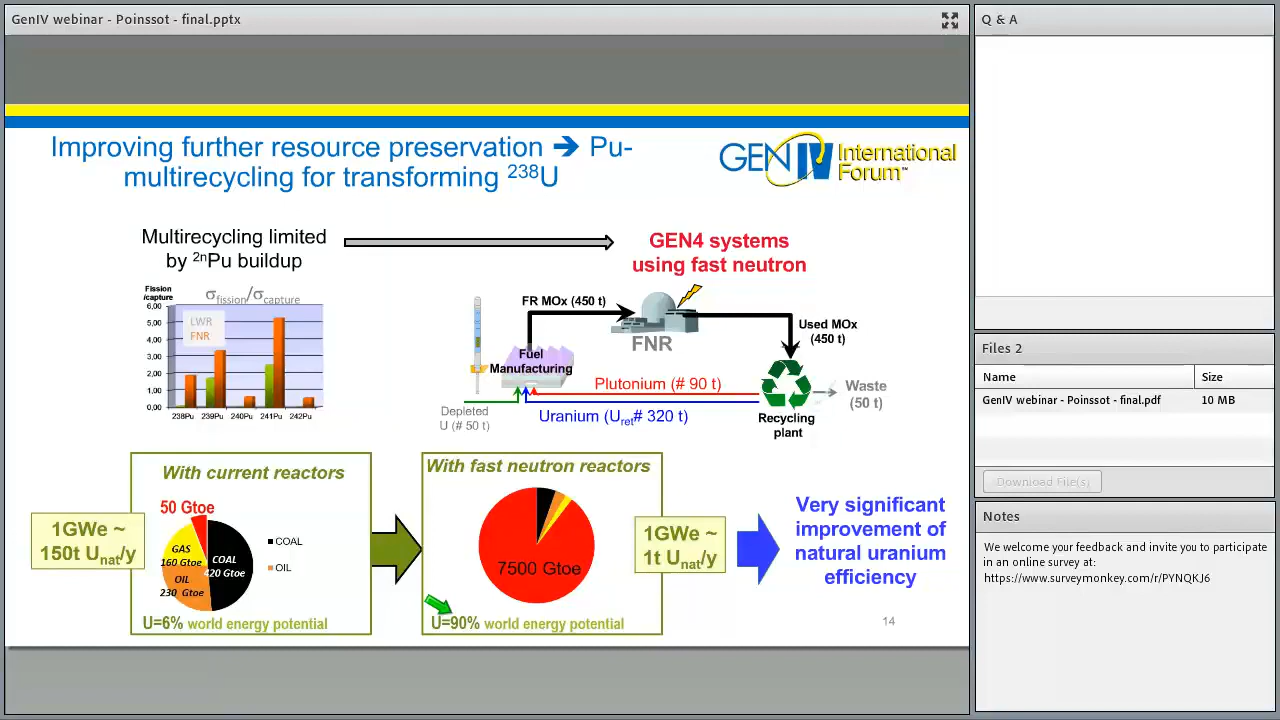 GenIV webinar - Poinssot - final.pptx
Improving further resource preservation ➔ Pu-
multirecycling for transforming ²³⁸U
GENIV International
Forum™
Multirecycling limited
by ²ⁿPu buildup
GEN4 systems
using fast neutron
Fission
/capture
σfission/σcapture
6,00
5,00
4,00
3,00
2,00
1,00
0,00
LWR
FNR
238Pu 239Pu 240Pu 241Pu 242Pu
FR MOx (450 t)
FNR
Used MOx
(450 t)
Fuel
Manufacturing
Plutonium (# 90 t)
Uranium (Uret# 320 t)
Depleted
U (# 50 t)
Recycling
plant
Waste
(50 t)
With current reactors
50 Gtoe
1GWe ~
150t Unat/y
GAS
160 Gtoe
COAL
420 Gtoe
OIL
230 Gtoe
COAL
OIL
U=6% world energy potential
With fast neutron reactors
7500 Gtoe
U=90% world energy potential
1GWe ~
1t Unat/y
Very significant
improvement of
natural uranium
efficiency
14
Q & A
Files 2
Name Size
GenIV webinar - Poinssot - final.pdf 10 MB
Download File(s)
Notes
We welcome your feedback and invite you to participate
in an online survey at:
https://www.surveymonkey.com/r/PYNQKJ6